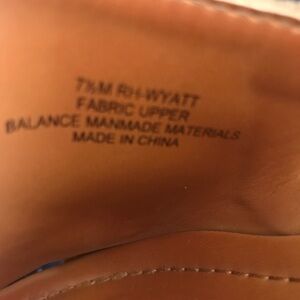 7½M RH-WYATT
FABRIC UPPER
BALANCE MANMADE MATERIALS
MADE IN CHINA